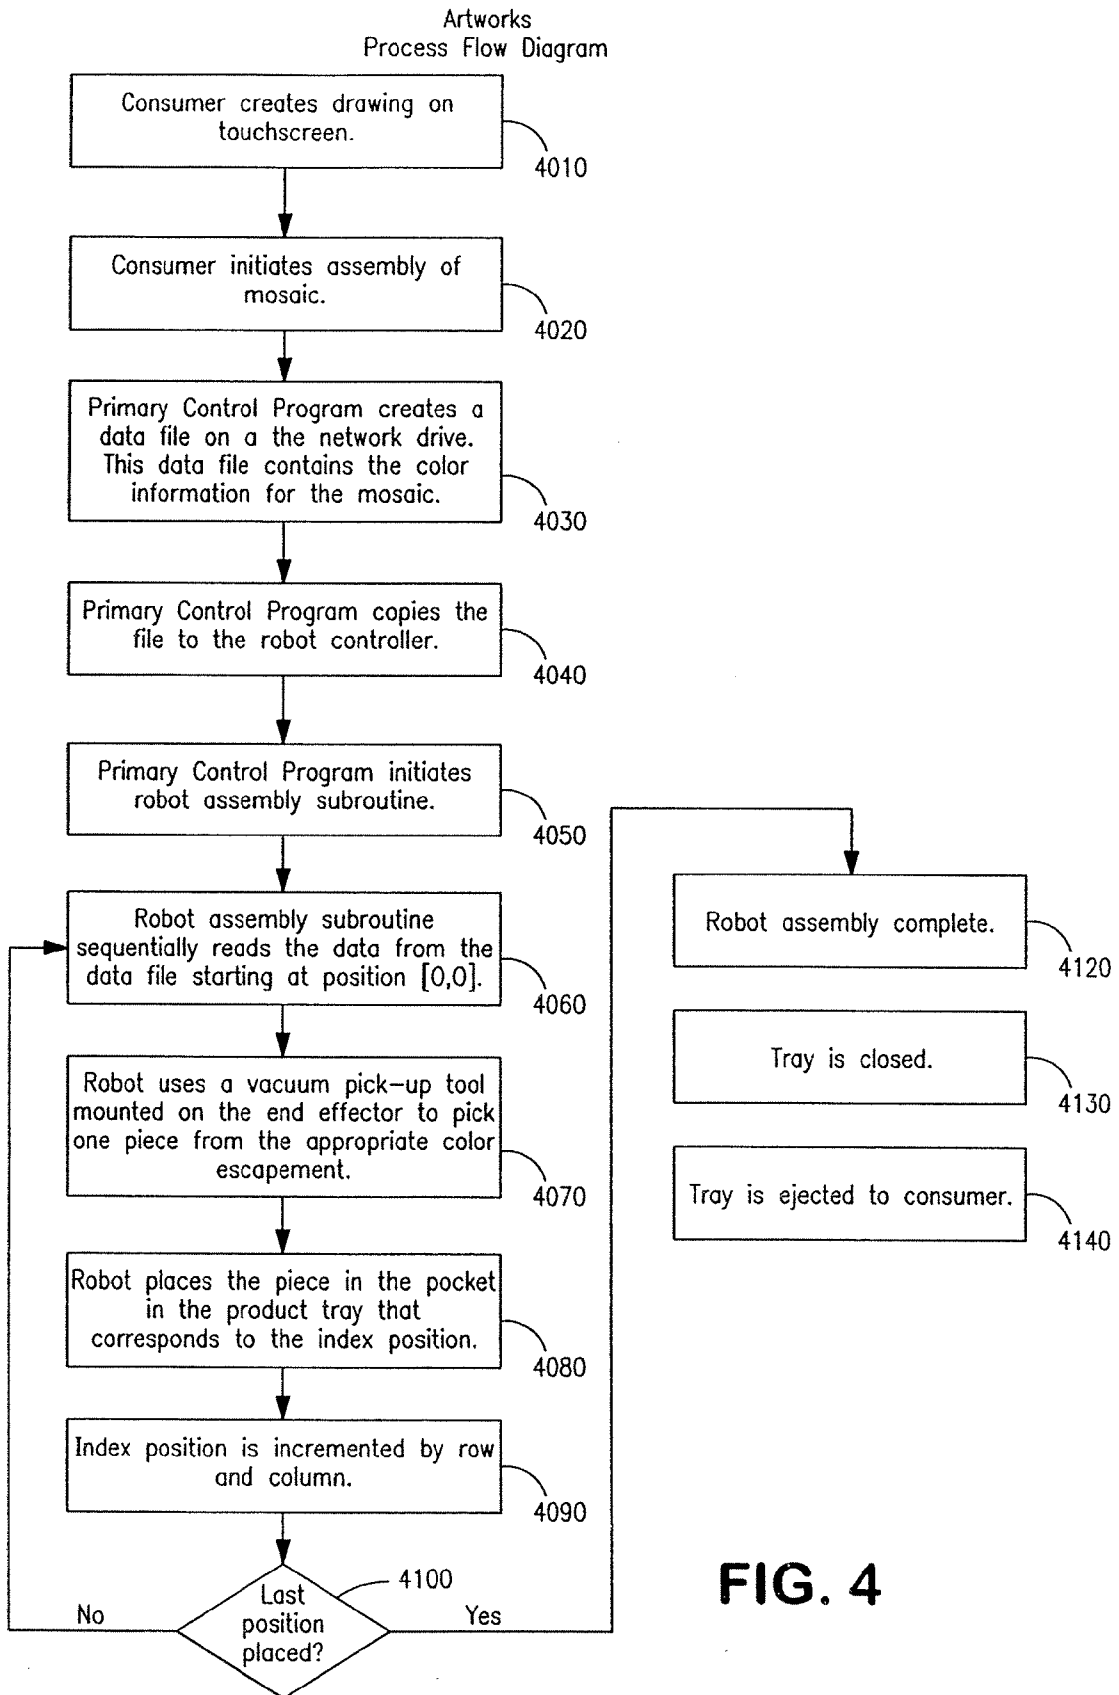 Artworks
Process Flow Diagram
Consumer creates drawing on
touchscreen.
4010
Consumer initiates assembly of
mosaic.
4020
Primary Control Program creates a
data file on a the network drive.
This data file contains the color
information for the mosaic.
4030
Primary Control Program copies the
file to the robot controller.
4040
Primary Control Program initiates
robot assembly subroutine.
4050
Robot assembly subroutine
sequentially reads the data from the
data file starting at position [0,0].
4060
Robot uses a vacuum pick-up tool
mounted on the end effector to pick
one piece from the appropriate color
escapement.
4070
Robot places the piece in the pocket
in the product tray that
corresponds to the index position.
4080
Index position is incremented by row
and column.
4090
Last
position
placed?
4100
No
Yes
Robot assembly complete.
4120
Tray is closed.
4130
Tray is ejected to consumer.
4140
FIG. 4